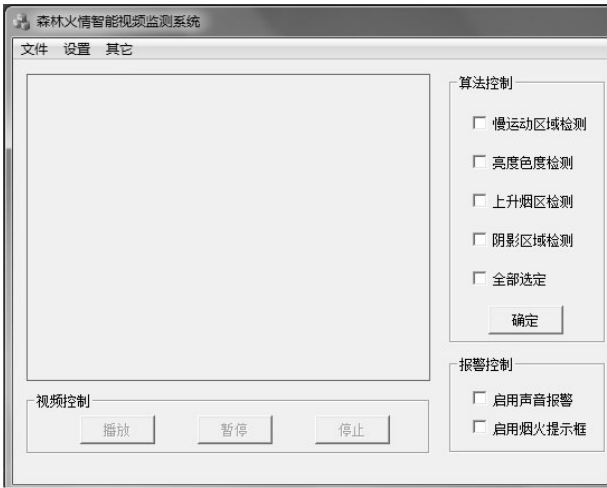 森林火情智能视频监测系统
文件 设置 其它
算法控制
慢运动区域检测
亮度色度检测
上升烟区检测
阴影区域检测
全部选定
确定
报警控制
启用声音报警
启用烟火提示框
视频控制
播放 暂停 停止